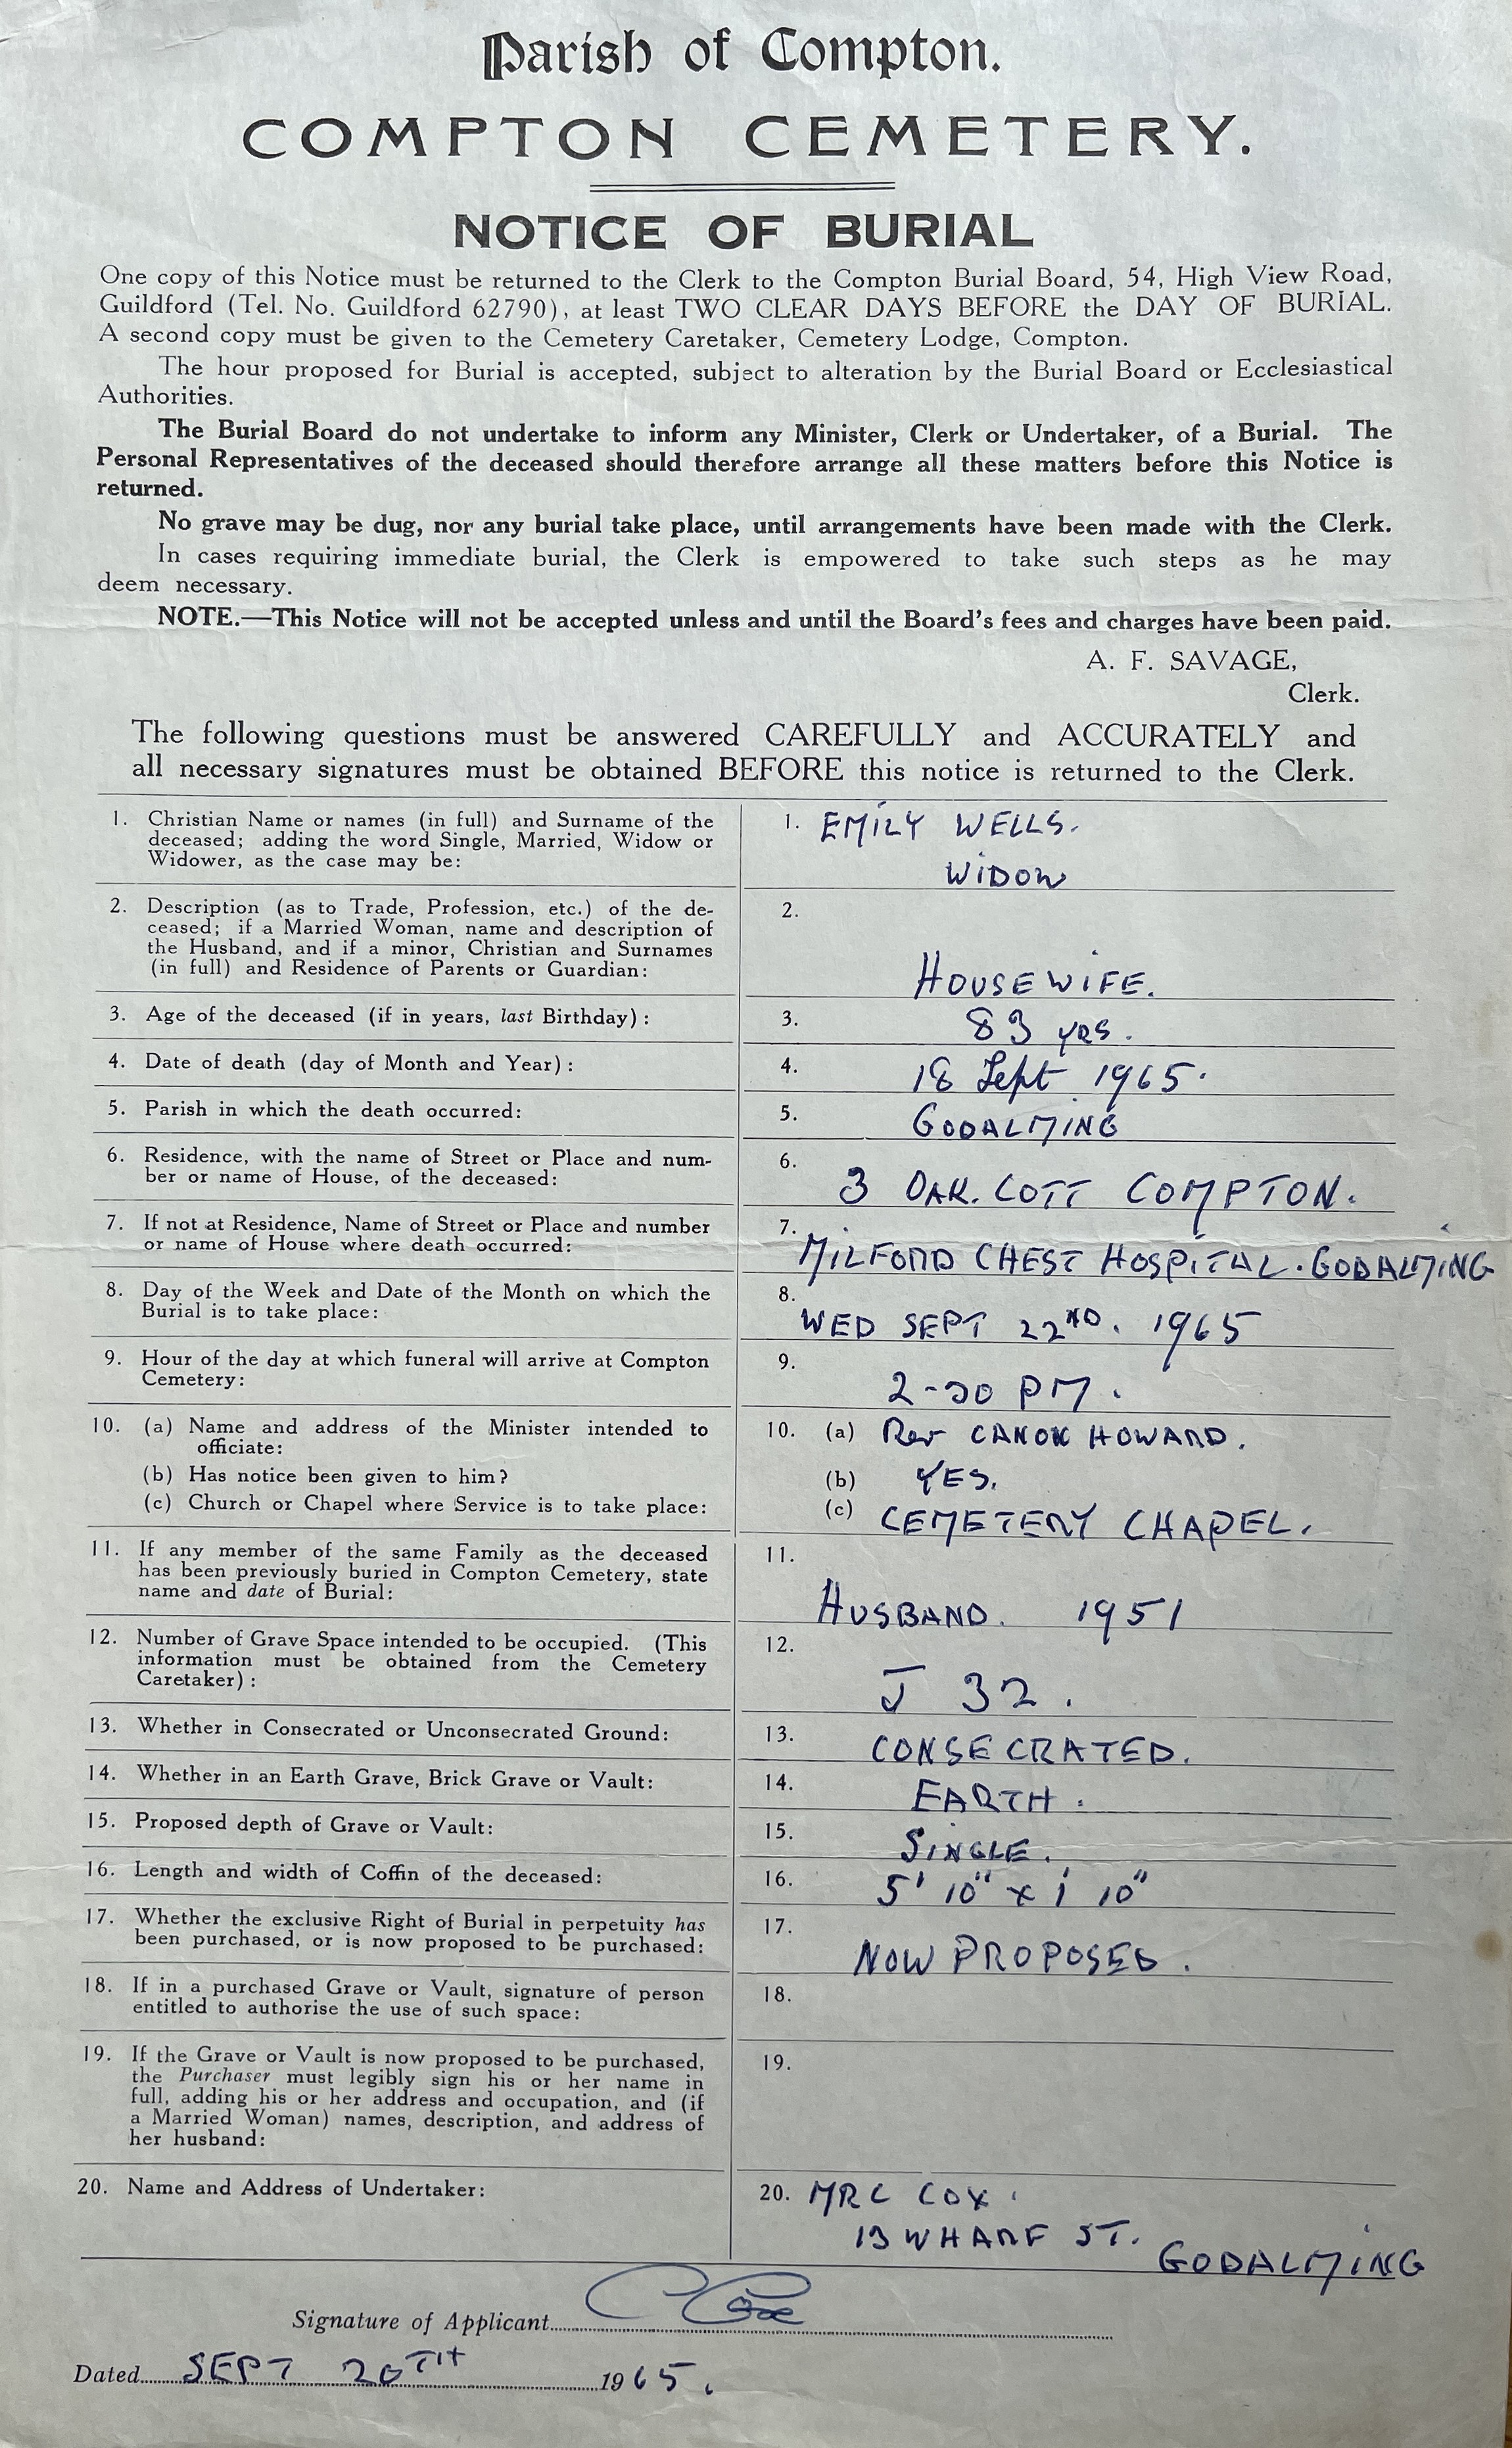 Parish of Compton.
COMPTON CEMETERY.
NOTICE OF BURIAL
One copy of this Notice must be returned to the Clerk to the Compton Burial Board, 54, High View Road,
Guildford (Tel. No. Guildford 62790), at least TWO CLEAR DAYS BEFORE the DAY OF BURIAL.
A second copy must be given to the Cemetery Caretaker, Cemetery Lodge, Compton.
The hour proposed for Burial is accepted, subject to alteration by the Burial Board or Ecclesiastical
Authorities.
The Burial Board do not undertake to inform any Minister, Clerk or Undertaker, of a Burial. The
Personal Representatives of the deceased should therefore arrange all these matters before this Notice is
returned.
No grave may be dug, nor any burial take place, until arrangements have been made with the Clerk.
In cases requiring immediate burial, the Clerk is empowered to take such steps as he may
deem necessary.
NOTE.—This Notice will not be accepted unless and until the Board's fees and charges have been paid.
A. F. SAVAGE,
Clerk.
The following questions must be answered CAREFULLY and ACCURATELY and
all necessary signatures must be obtained BEFORE this notice is returned to the Clerk.
1. Christian Name or names (in full) and Surname of the
deceased; adding the word Single, Married, Widow or
Widower, as the case may be:
1. EMILY WELLS.
WIDOW
2. Description (as to Trade, Profession, etc.) of the de-
ceased; if a Married Woman, name and description of
the Husband, and if a minor, Christian and Surnames
(in full) and Residence of Parents or Guardian:
2.
HOUSEWIFE.
3. Age of the deceased (if in years, last Birthday):
3. 83 yrs.
4. Date of death (day of Month and Year):
4. 18 Sept 1965.
5. Parish in which the death occurred:
5. GODALMING
6. Residence, with the name of Street or Place and num-
ber or name of House, of the deceased:
6.
3 OAK. COTT COMPTON.
7. If not at Residence, Name of Street or Place and number
or name of House where death occurred:
7.
MILFORD CHEST HOSPITAL. GODALMING
8. Day of the Week and Date of the Month on which the
Burial is to take place:
8.
WED SEPT 22ND. 1965
9. Hour of the day at which funeral will arrive at Compton
Cemetery:
9.
2-30 PM.
10. (a) Name and address of the Minister intended to
officiate:
(b) Has notice been given to him?
(c) Church or Chapel where Service is to take place:
10. (a) Rev CANON HOWARD.
(b) YES.
(c) CEMETERY CHAPEL.
11. If any member of the same Family as the deceased
has been previously buried in Compton Cemetery, state
name and date of Burial:
11.
HUSBAND. 1951
12. Number of Grave Space intended to be occupied. (This
information must be obtained from the Cemetery
Caretaker):
12.
J 32.
13. Whether in Consecrated or Unconsecrated Ground:
13. CONSECRATED.
14. Whether in an Earth Grave, Brick Grave or Vault:
14. EARTH.
15. Proposed depth of Grave or Vault:
15. SINGLE.
16. Length and width of Coffin of the deceased:
16. 5' 10" x 1' 10"
17. Whether the exclusive Right of Burial in perpetuity has
been purchased, or is now proposed to be purchased:
17.
NOW PROPOSED.
18. If in a purchased Grave or Vault, signature of person
entitled to authorise the use of such space:
18.
19. If the Grave or Vault is now proposed to be purchased,
the Purchaser must legibly sign his or her name in
full, adding his or her address and occupation, and (if
a Married Woman) names, description, and address of
her husband:
19.
20. Name and Address of Undertaker:
20. MR C COX.
13 WHARF ST. GODALMING
Signature of Applicant C Cox
Dated SEPT 20TH 1965.